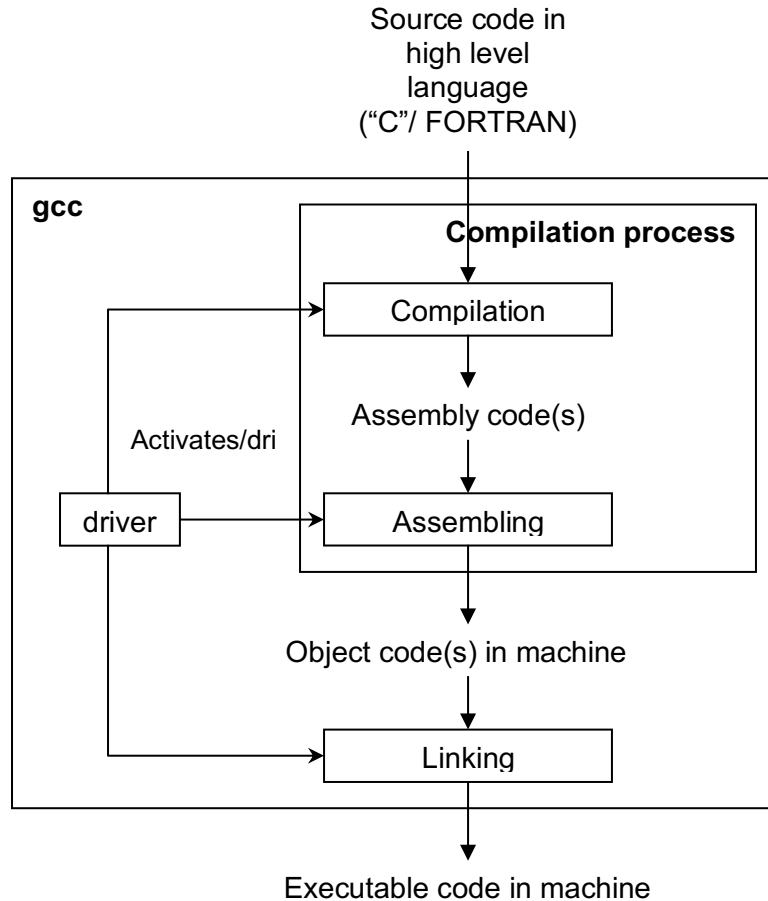 Source code in
high level
language
(“C”/ FORTRAN)
gcc
Compilation process
Compilation
Assembly code(s)
Activates/dri
driver
Assembling
Object code(s) in machine
Linking
Executable code in machine